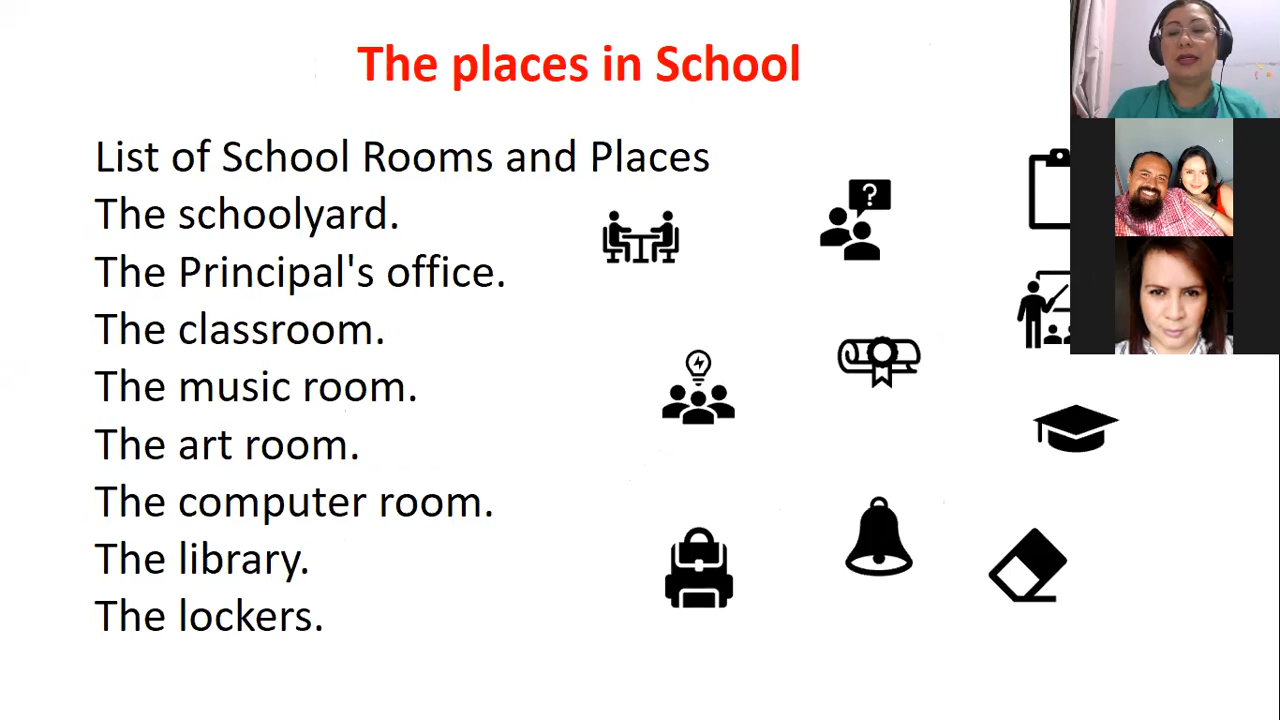 The places in School
List of School Rooms and Places
The schoolyard.
The Principal's office.
The classroom.
The music room.
The art room.
The computer room.
The library.
The lockers.
?